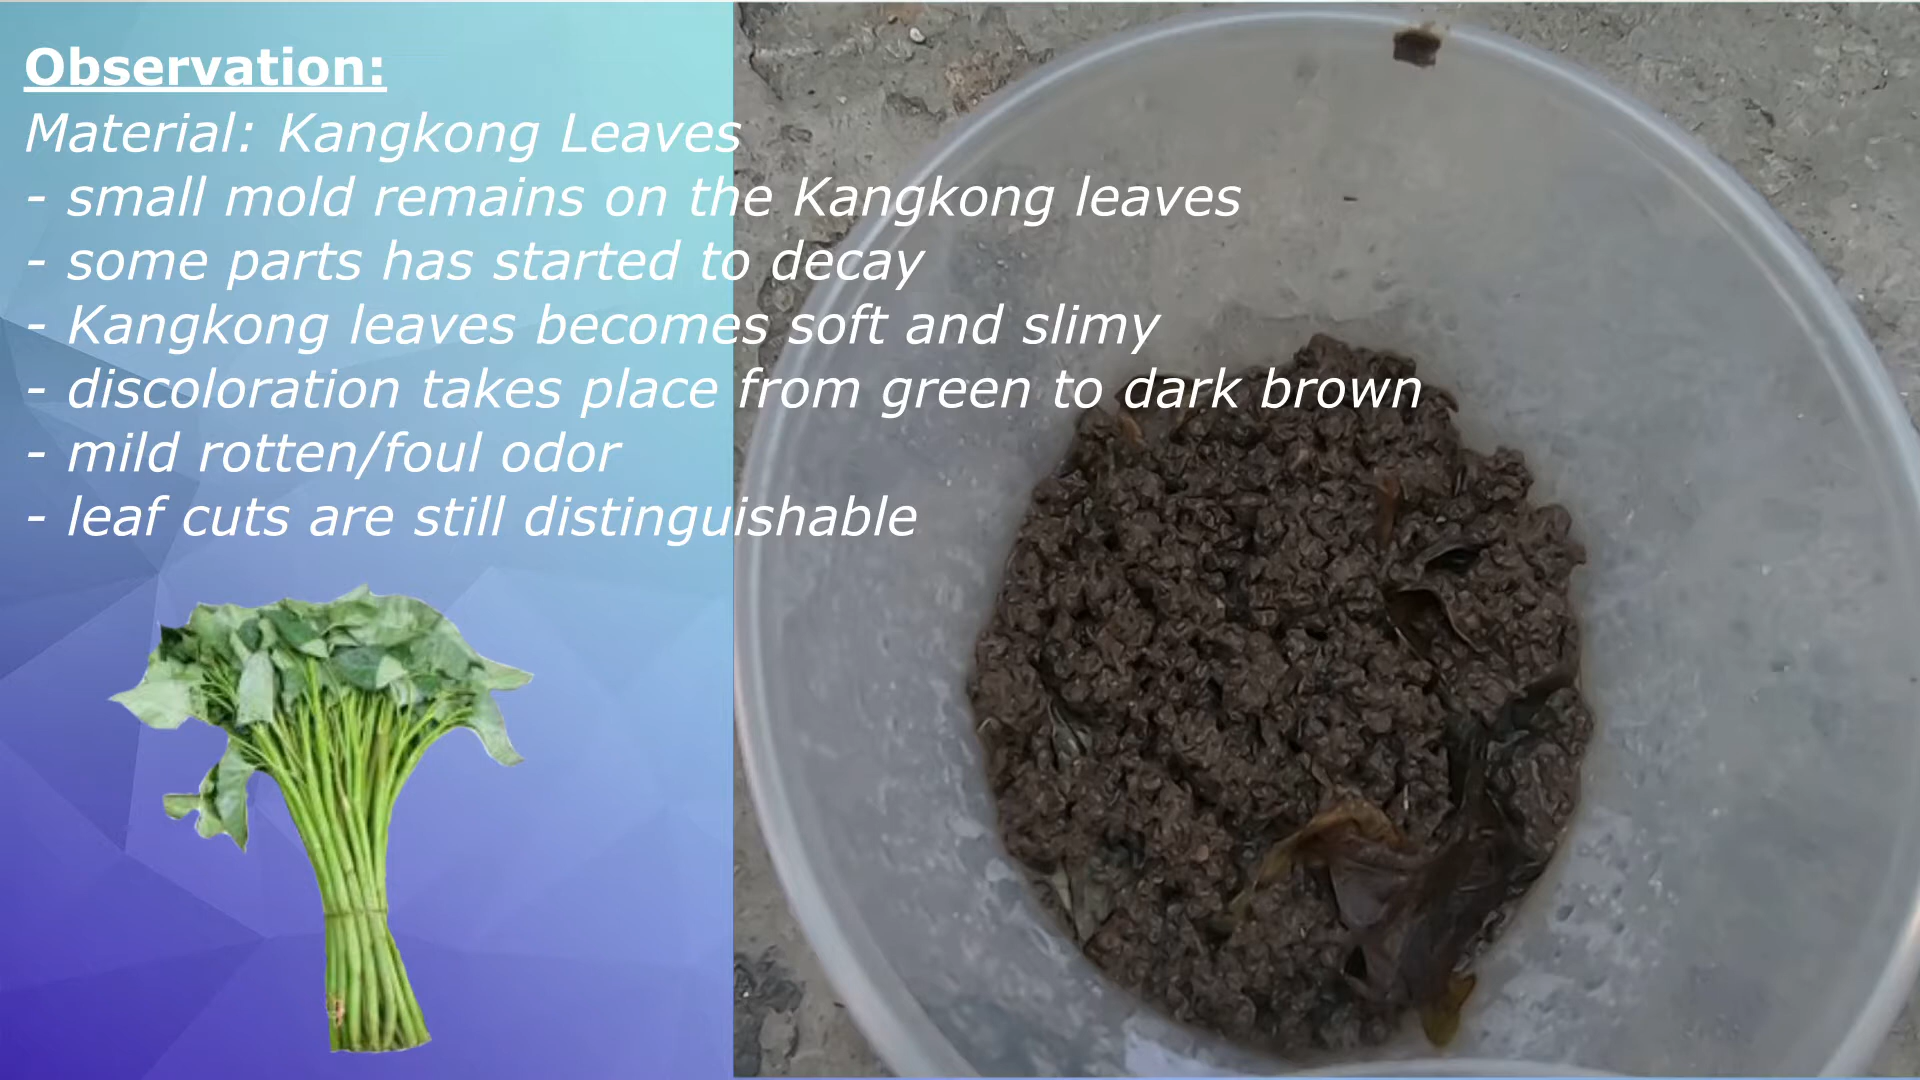 Observation:
Material: Kangkong Leaves
- small mold remains on the Kangkong leaves
- some parts has started to decay
- Kangkong leaves becomes soft and slimy
- discoloration takes place from green to dark brown
- mild rotten/foul odor
- leaf cuts are still distinguishable